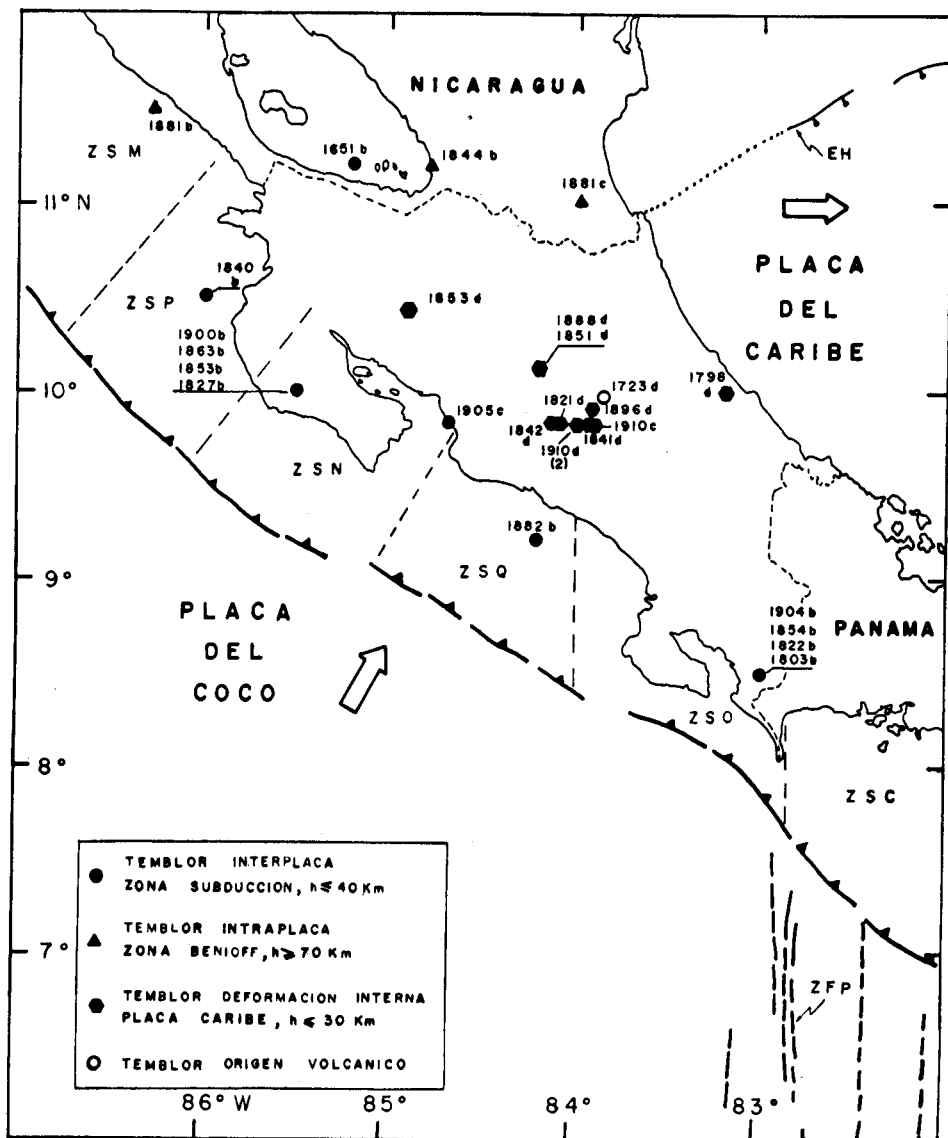 NICARAGUA
1881b
ZSM
1651b
1844b
1881c
EH
11°N
PLACA
DEL
CARIBE
1840
b
ZSP
1853d
1900b
1863b
1853b
1827b
1888d
1851d
10°
1905c
1723d
1798
d
1821d
1896d
1842
d
1910c
1841d
1910d
(2)
ZSN
1882b
ZSQ
9°
PLACA
DEL
COCO
1904b
1854b
1822b
1803b
PANAMA
ZSO
8°
ZSC
TEMBLOR INTERPLACA
ZONA SUBDUCCION, h≤40 Km
TEMBLOR INTRAPLACA
ZONA BENIOFF, h≥70 Km
7°
ZFP
TEMBLOR DEFORMACION INTERNA
PLACA CARIBE, h≤30 Km
TEMBLOR ORIGEN VOLCANICO
86°W
85°
84°
83°